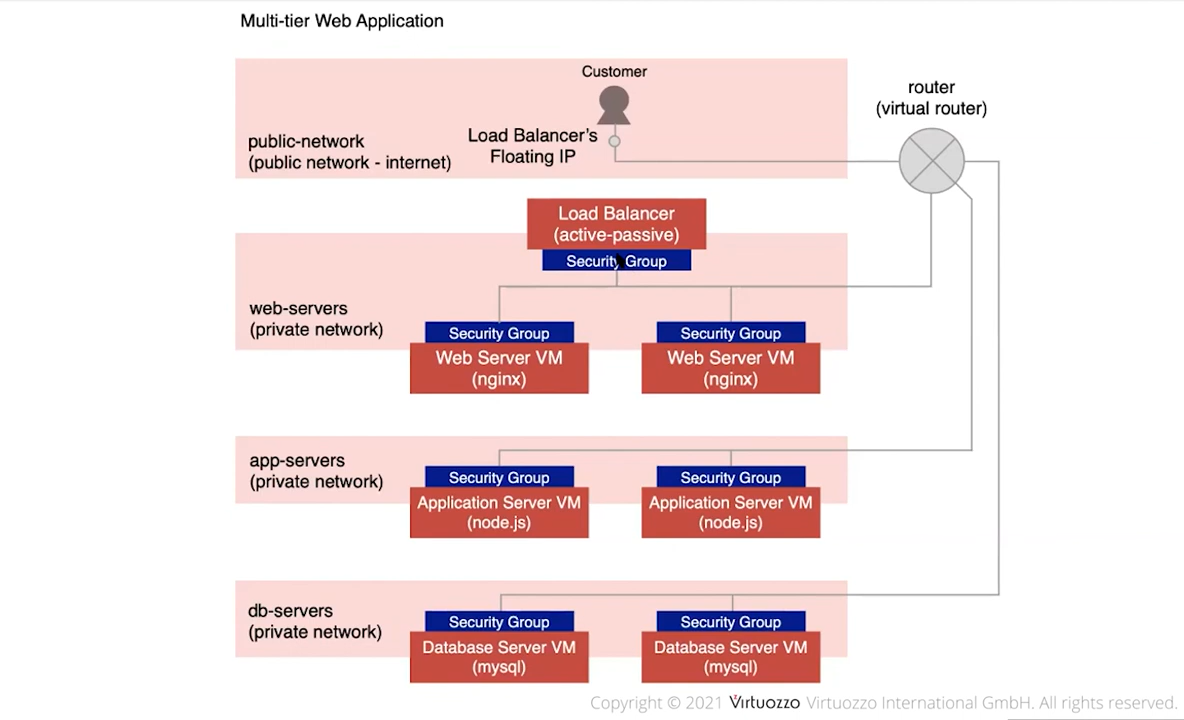 Multi-tier Web Application
Customer
router
(virtual router)
public-network
(public network - internet)
Load Balancer's
Floating IP
Load Balancer
(active-passive)
Security Group
web-servers
(private network)
Security Group
Web Server VM
(nginx)
Security Group
Web Server VM
(nginx)
app-servers
(private network)
Security Group
Application Server VM
(node.js)
Security Group
Application Server VM
(node.js)
db-servers
(private network)
Security Group
Database Server VM
(mysql)
Security Group
Database Server VM
(mysql)
Copyright © 2021 Virtuozzo Virtuozzo International GmbH. All rights reserved.